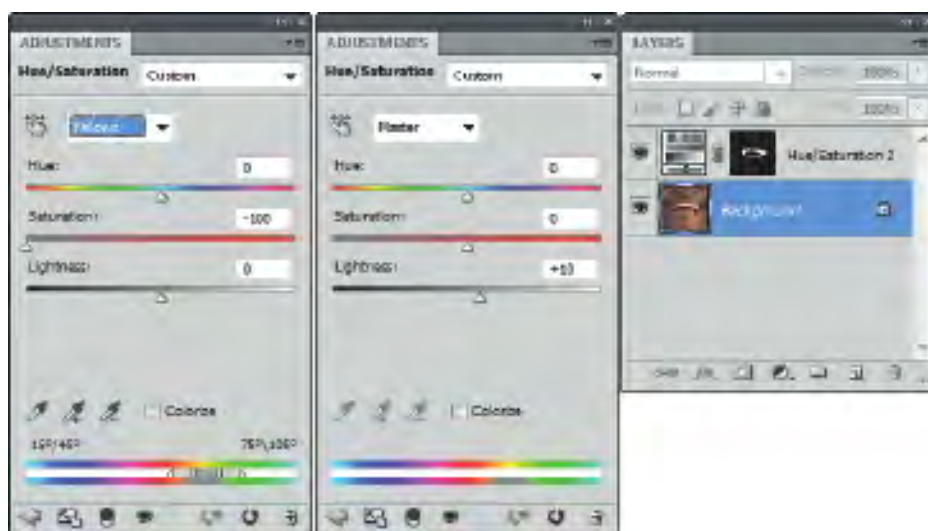 ADJUSTMENTS
Hue/Saturation Custom
Yellows
Hue: 0
Saturation: -100
Lightness: 0
Colorize
15°/45° 75°\105°
ADJUSTMENTS
Hue/Saturation Custom
Master
Hue: 0
Saturation: 0
Lightness: +10
Colorize
LAYERS
Normal 100%
100%
Hue/Saturation 2
Background